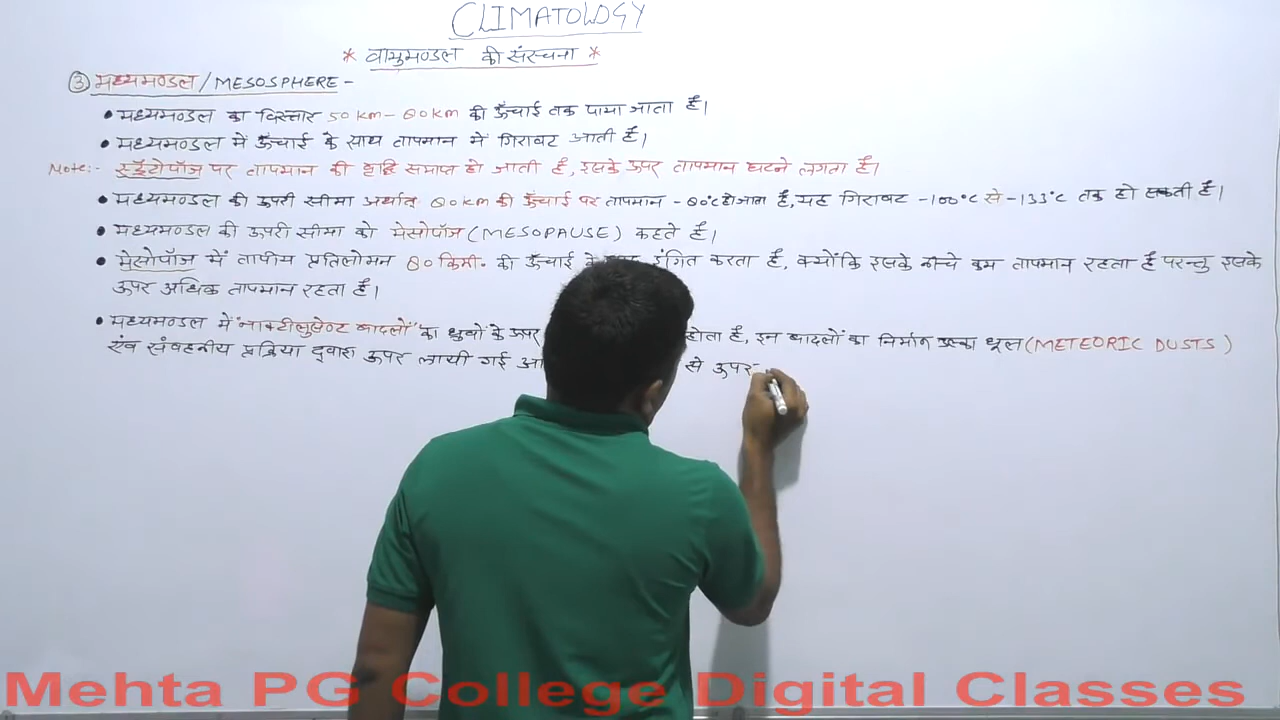 CLIMATOLOGY
* वायुमण्डल की संरचना *
③ मध्यमण्डल / MESOSPHERE -
• मध्यमण्डल का विस्तार 50 km - 80 km की ऊँचाई तक पाया जाता है।
• मध्यमण्डल में ऊँचाई के साथ तापमान में गिरावट आती है।
Note:- स्ट्रैटोपॉज पर तापमान की वृद्धि समाप्त हो जाती है, इसके ऊपर तापमान घटने लगता है।
• मध्यमण्डल की ऊपरी सीमा अर्थात् 80 km की ऊँचाई पर तापमान -80°c हो जाता है, यह गिरावट -100°c से -133°c तक हो सकती है।
• मध्यमण्डल की ऊपरी सीमा को मेसोपॉज (MESOPAUSE) कहते हैं।
• मेसोपॉज में तापीय प्रतिलोमन 80 किमी. की ऊँचाई के इंगित करता है, क्योंकि इसके नीचे कम तापमान रहता है परन्तु इसके
ऊपर अधिक तापमान रहता है।
• मध्यमण्डल में "नाक्टीलुसेण्ट बादलों" का ध्रुवों के ऊपर होता है, इन बादलों का निर्माण उल्का धूल (METEORIC DUSTS)
एंव संवहनीय प्रक्रिया द्वारा ऊपर लायी गई से ऊपर
Mehta PG College Digital Classes